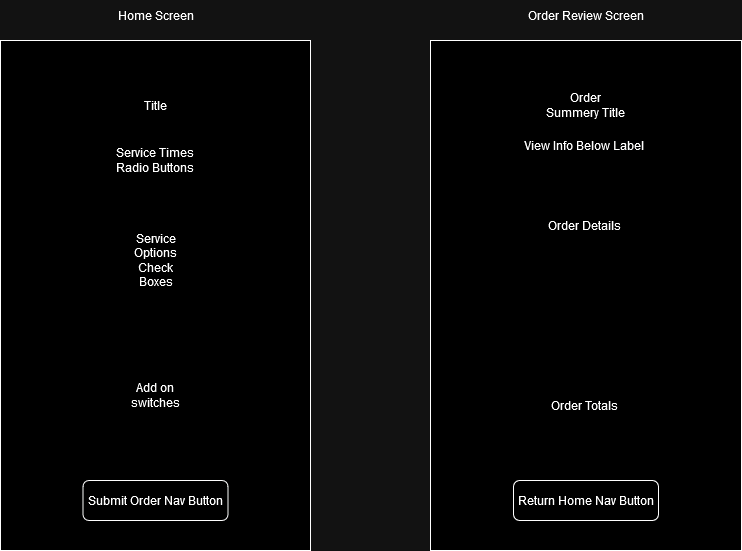 Home Screen
Title
Service Times
Radio Buttons
Service
Options
Check
Boxes
Add on
switches
Submit Order Nav Button
Order Review Screen
Order
Summery Title
View Info Below Label
Order Details
Order Totals
Return Home Nav Button